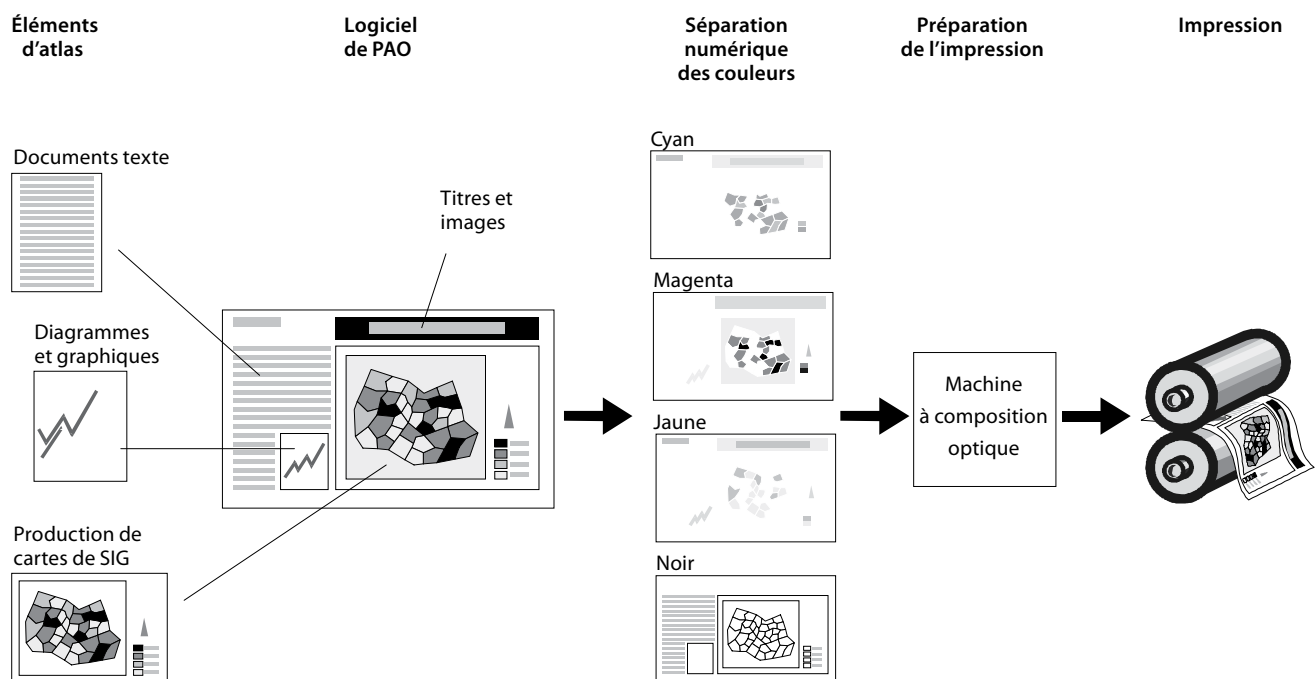 Éléments
d'atlas
Logiciel
de PAO
Séparation
numérique
des couleurs
Préparation
de l'impression
Impression
Documents texte
Titres et
images
Diagrammes
et graphiques
Production de
cartes de SIG
Cyan
Magenta
Jaune
Noir
Machine
à composition
optique